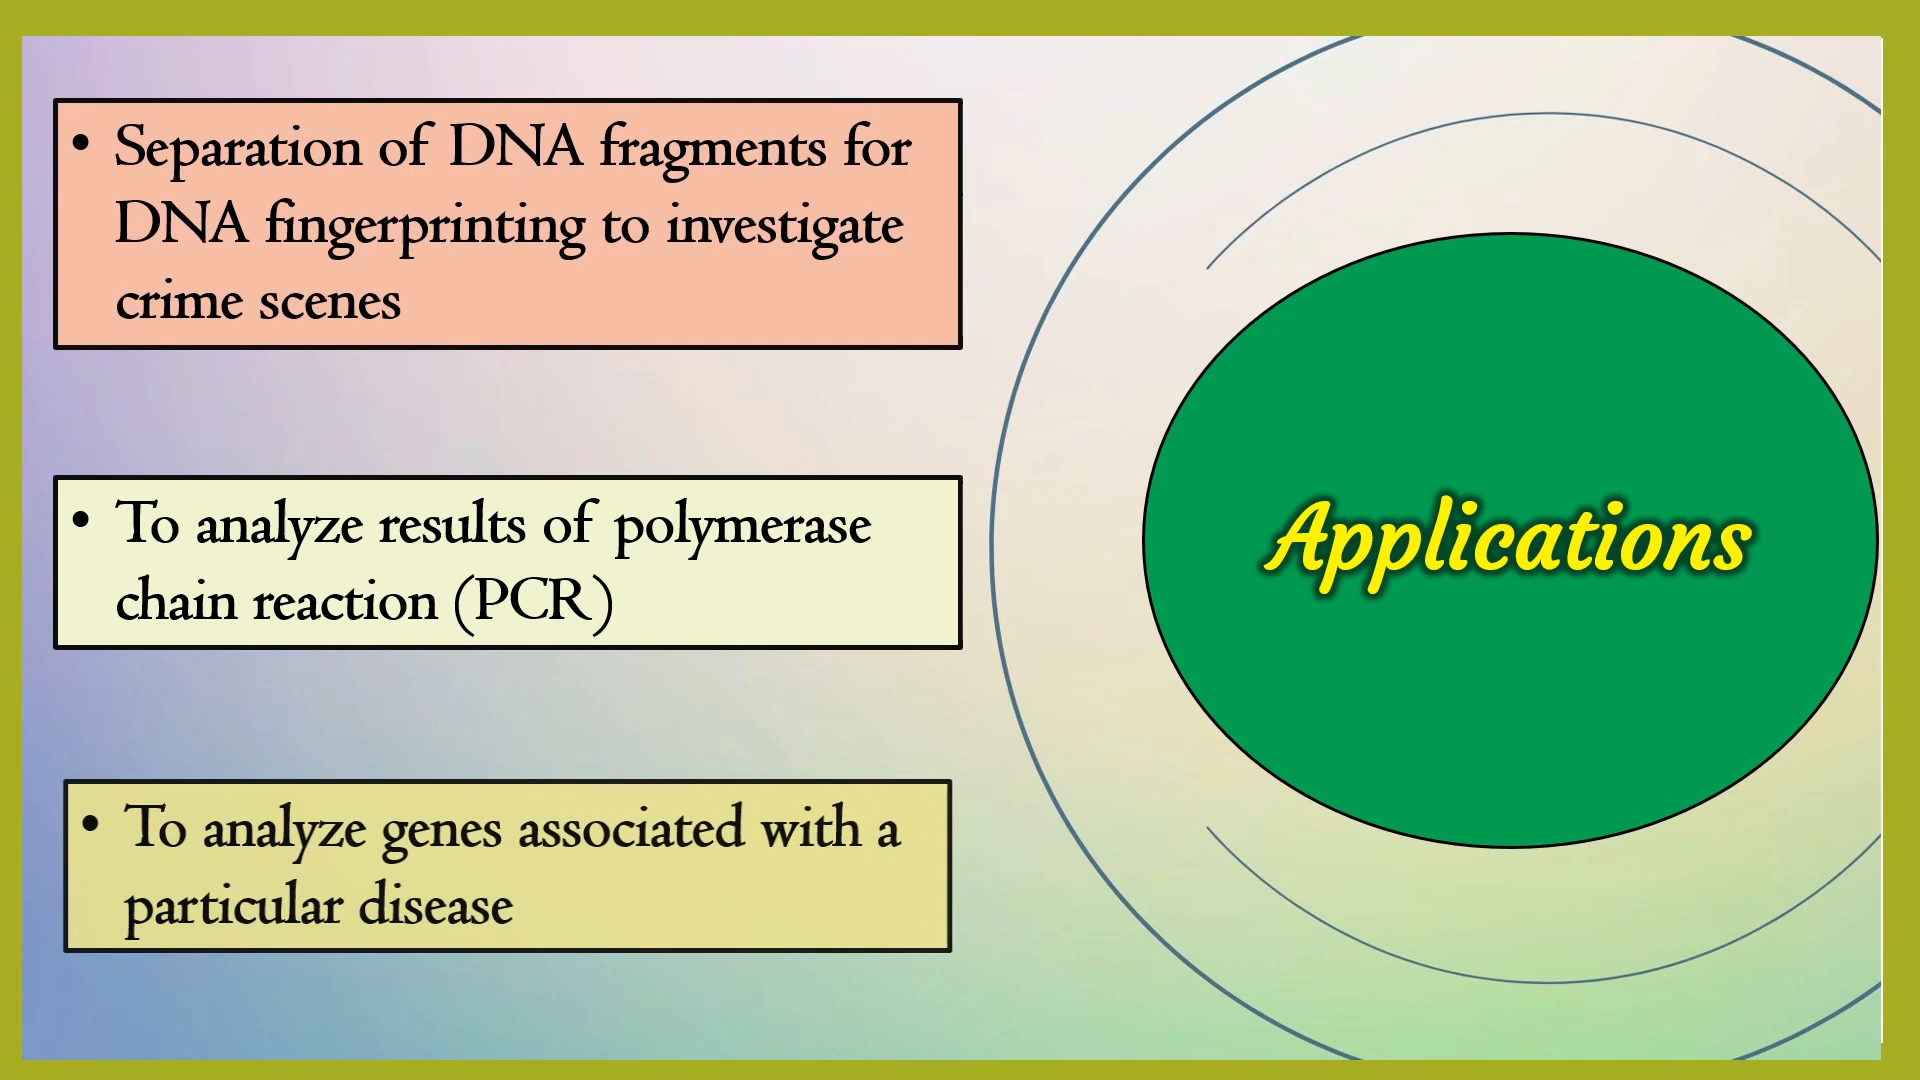 • Separation of DNA fragments for
DNA fingerprinting to investigate
crime scenes
• To analyze results of polymerase
chain reaction (PCR)
• To analyze genes associated with a
particular disease
Applications